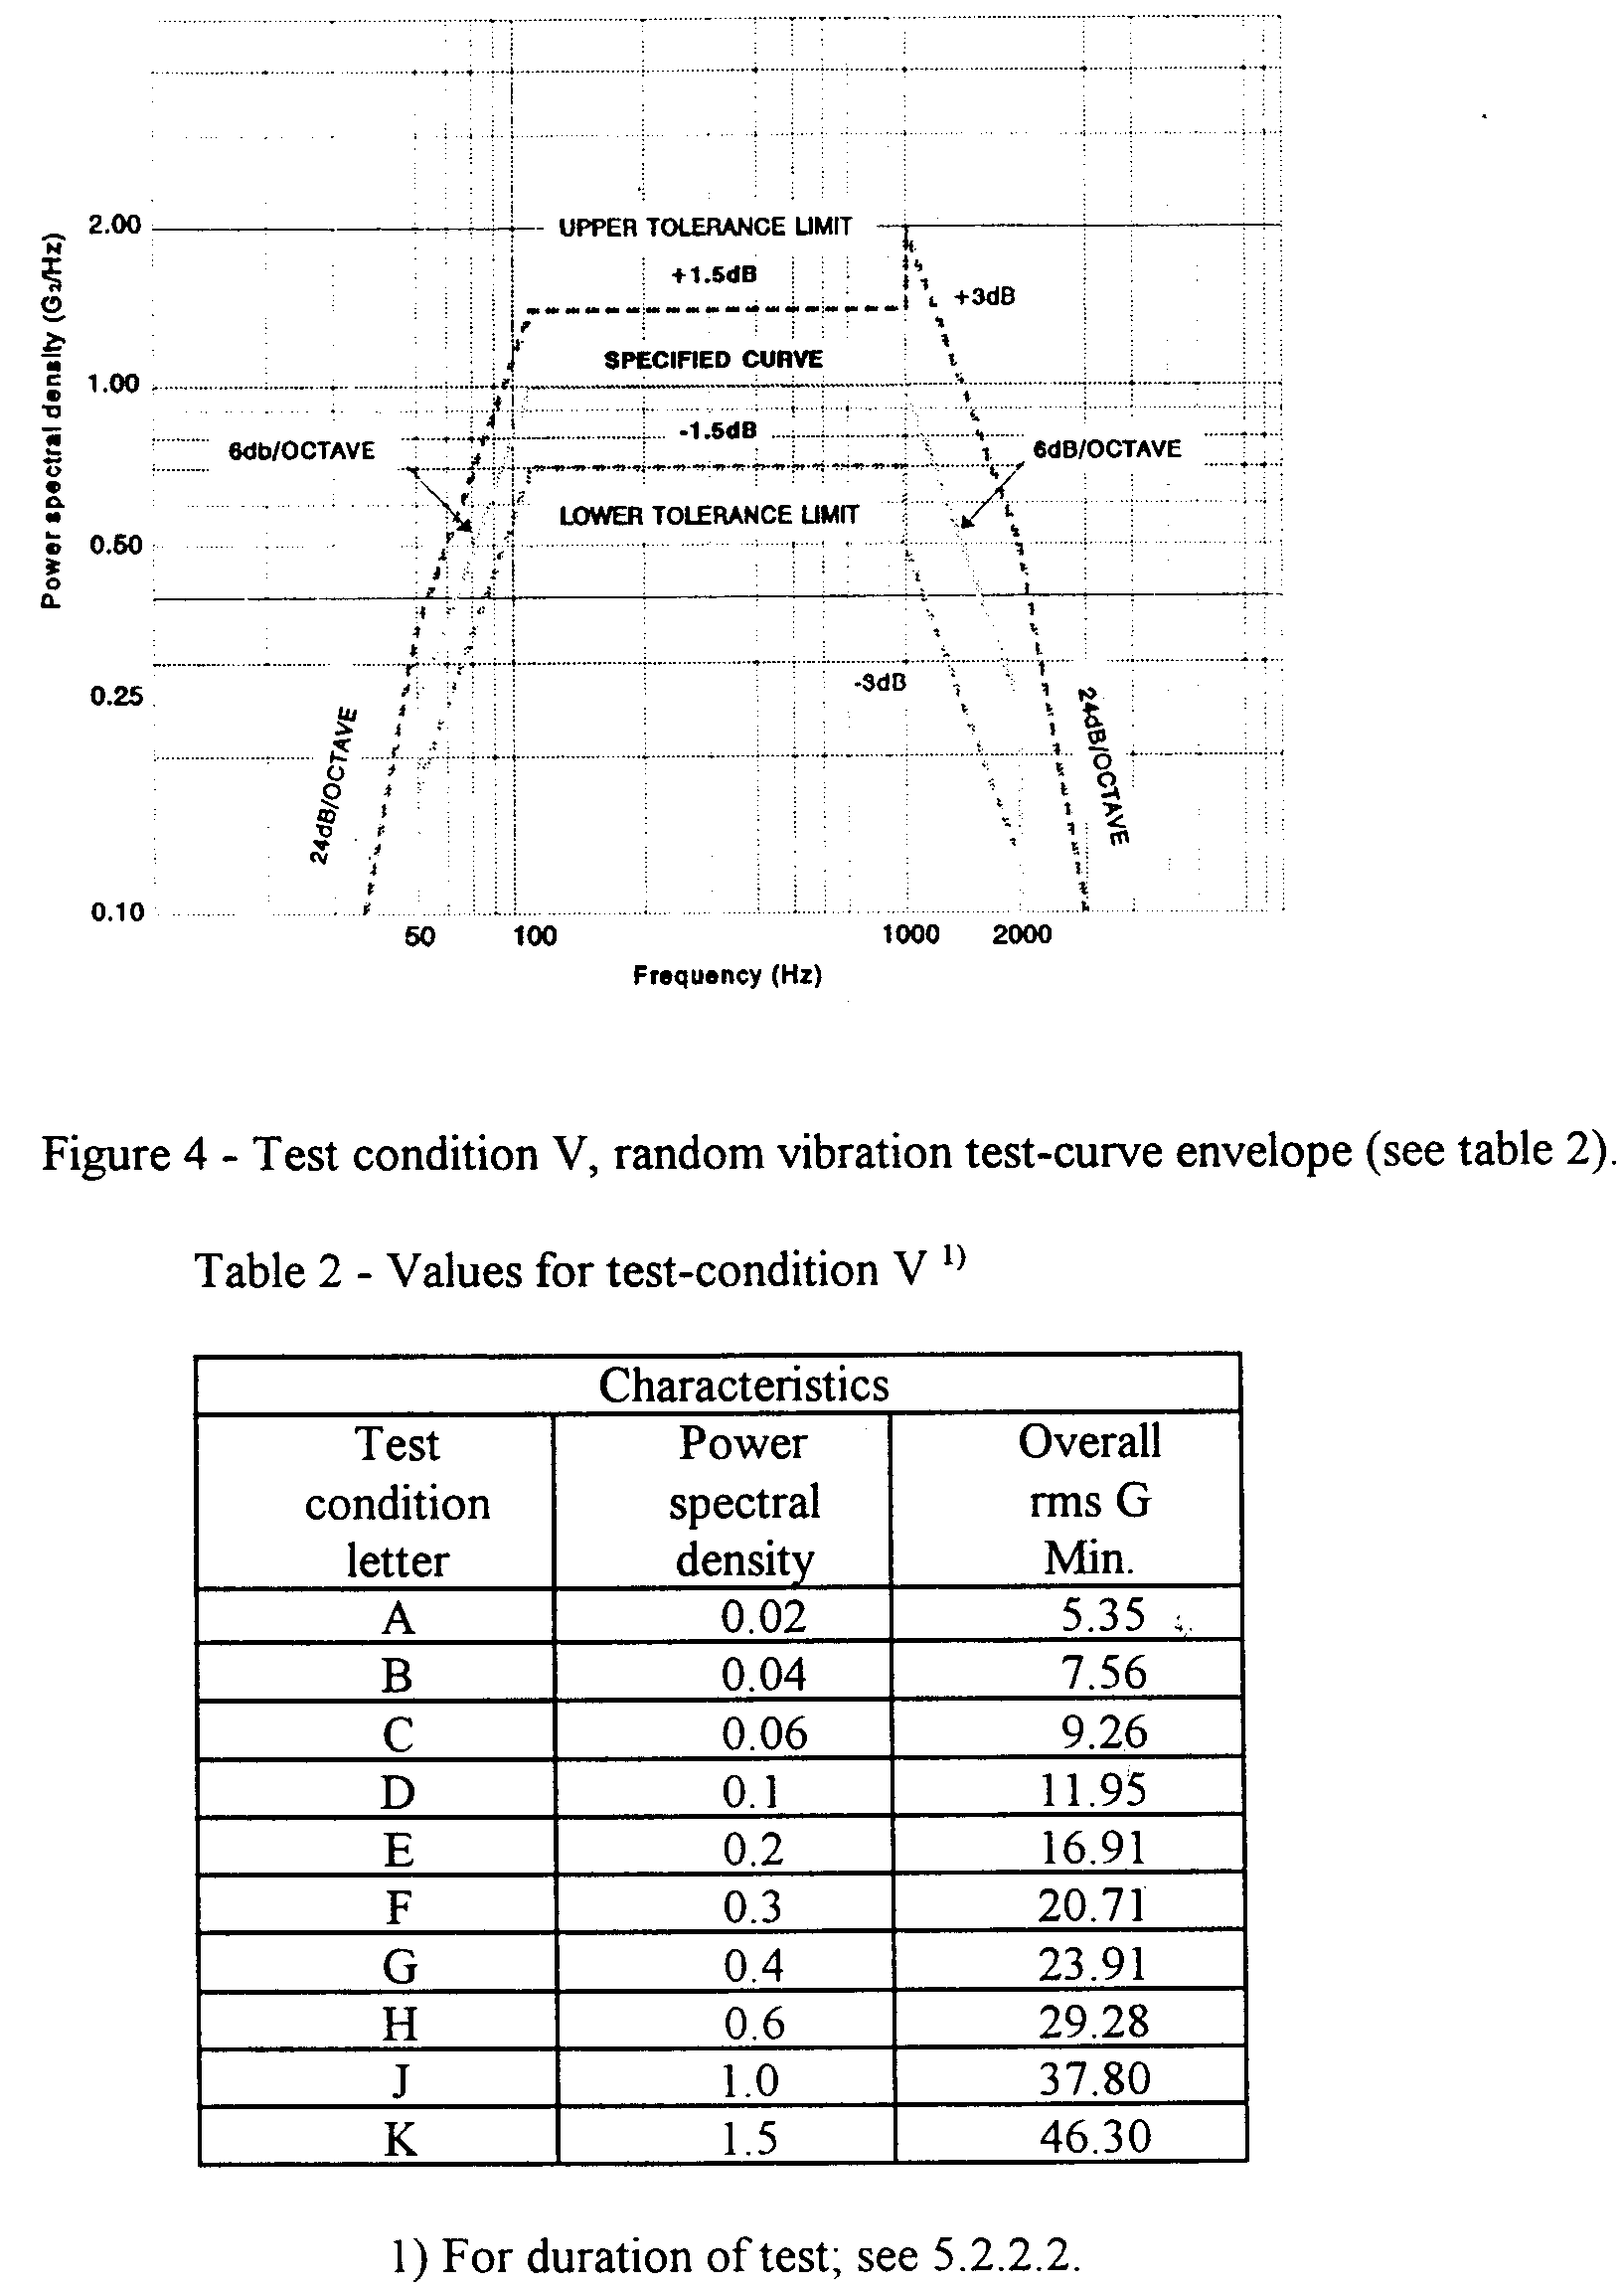 2.00
UPPER TOLERANCE LIMIT
+1.5dB
+3dB
SPECIFIED CURVE
1.00
-1.5dB
6db/OCTAVE
6dB/OCTAVE
LOWER TOLERANCE LIMIT
0.50
-3dB
0.25
24dB/OCTAVE
24dB/OCTAVE
0.10
Power spectral density (G2/Hz)
50 100 1000 2000
Frequency (Hz)
Figure 4 - Test condition V, random vibration test-curve envelope (see table 2).
Table 2 - Values for test-condition V 1)
Characteristics
Test condition letter Power spectral density Overall rms G Min.
A 0.02 5.35
B 0.04 7.56
C 0.06 9.26
D 0.1 11.95
E 0.2 16.91
F 0.3 20.71
G 0.4 23.91
H 0.6 29.28
J 1.0 37.80
K 1.5 46.30
1) For duration of test; see 5.2.2.2.